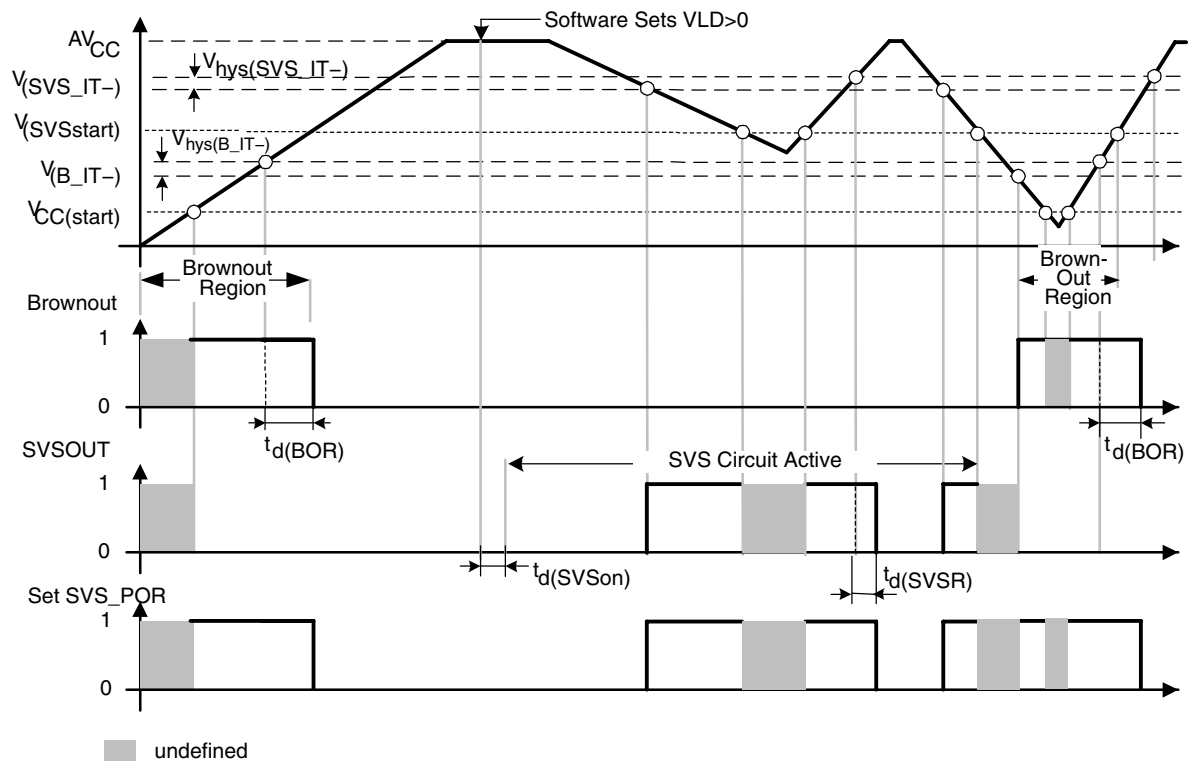 Software Sets VLD>0
AVCC
Vhys(SVS_IT−)
V(SVS_IT−)
V(SVSstart)
Vhys(B_IT−)
V(B_IT−)
VCC(start)
Brownout
Region
Brown-
Out
Region
Brownout
1
0
td(BOR)
td(BOR)
SVSOUT
SVS Circuit Active
1
0
td(SVSon)
td(SVSR)
Set SVS_POR
1
0
undefined